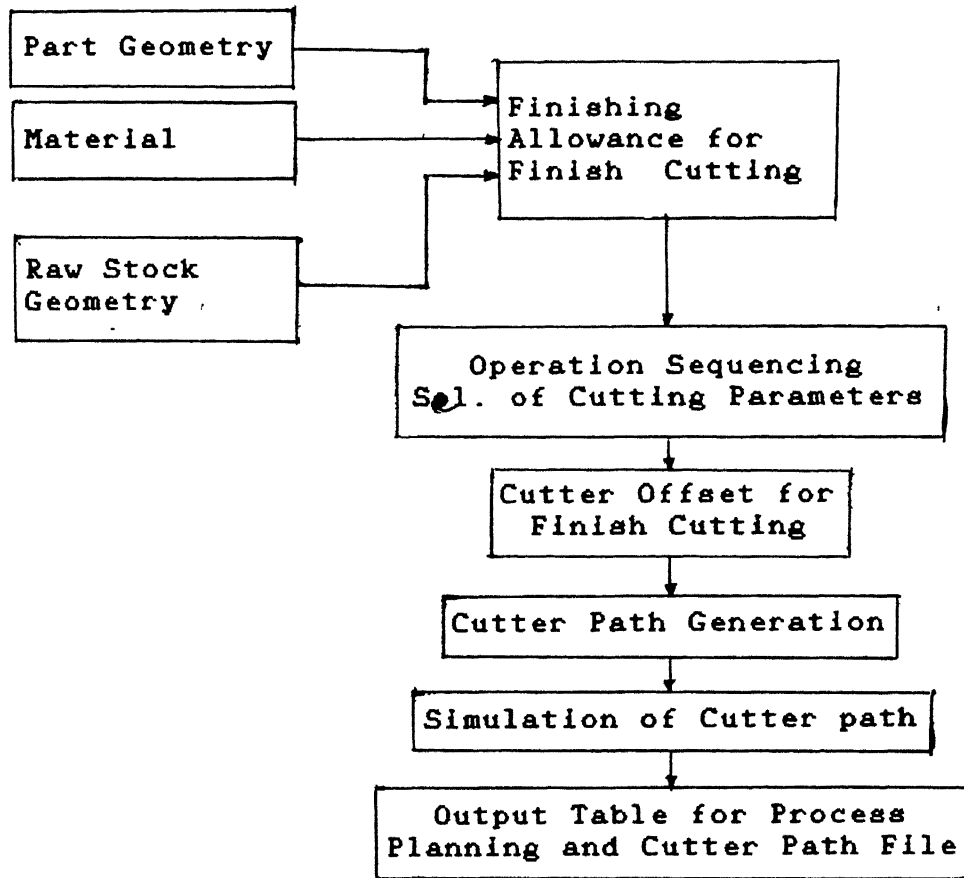 Part Geometry
Material
Raw Stock
Geometry
Finishing
Allowance for
Finish Cutting
Operation Sequencing
Sel. of Cutting Parameters
Cutter Offset for
Finish Cutting
Cutter Path Generation
Simulation of Cutter path
Output Table for Process
Planning and Cutter Path File